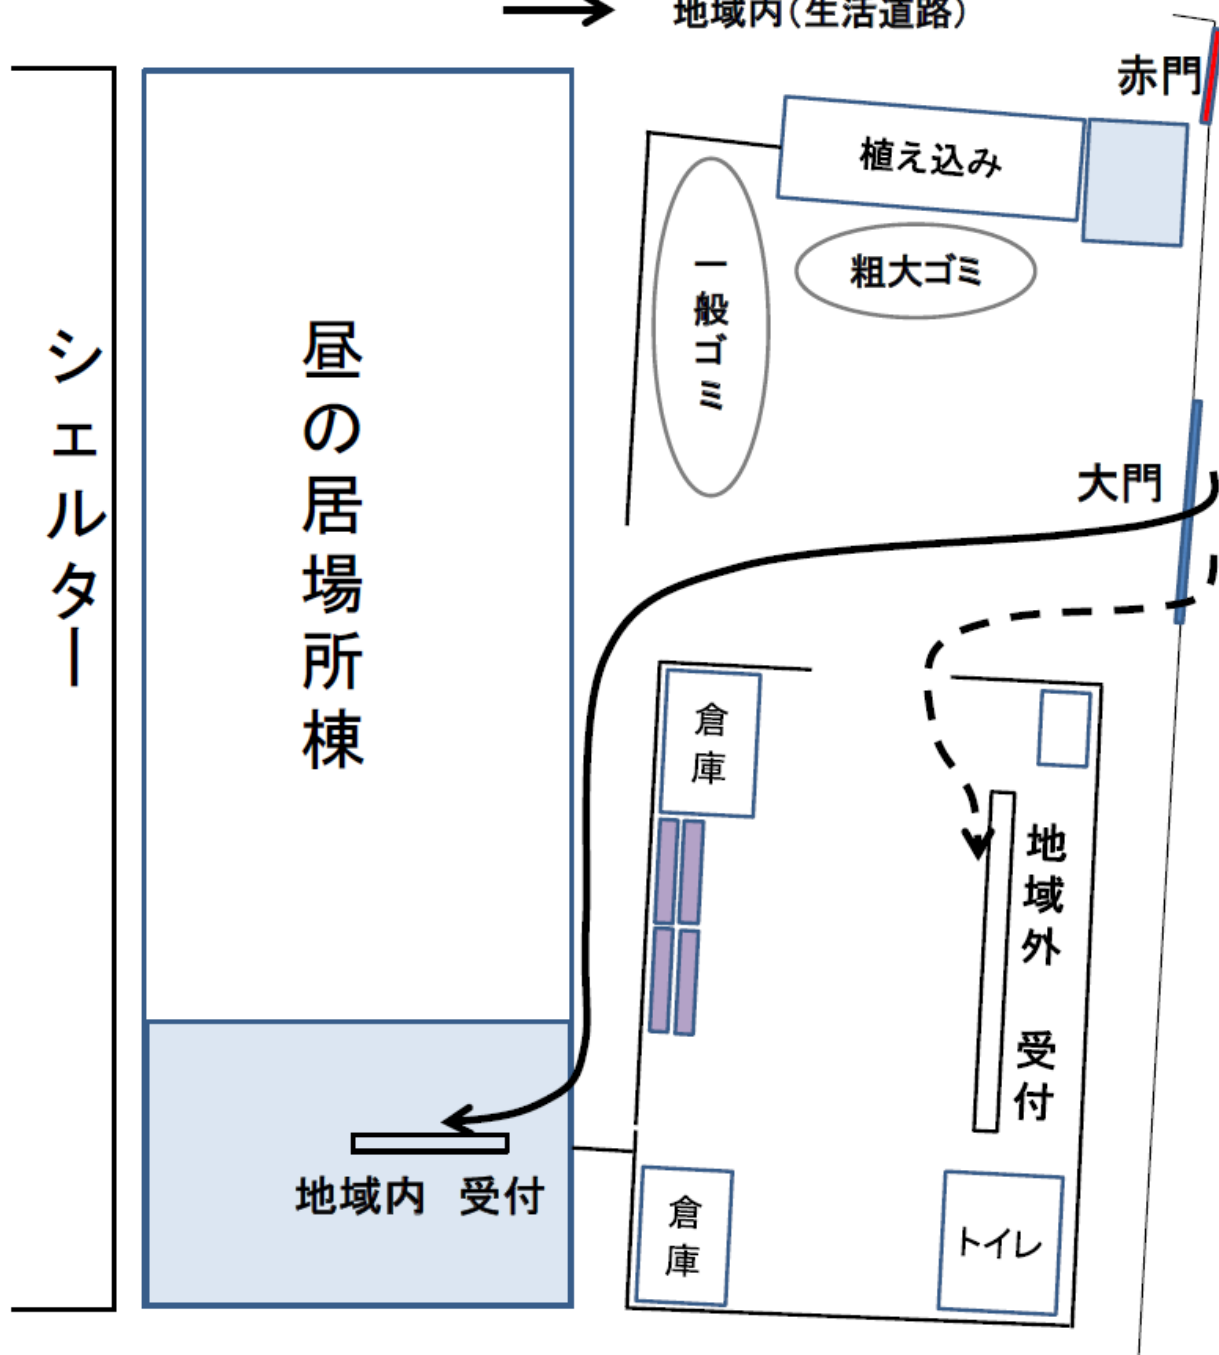 地域内(生活道路)
赤門
植え込み
粗大ゴミ
一般ゴミ
シェルター
昼の居場所棟
大門
倉庫
地域外 受付
地域内 受付
倉庫
トイレ